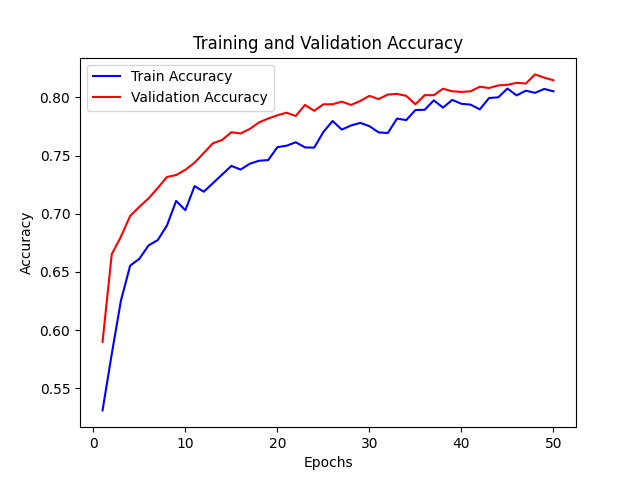 Training and Validation Accuracy
Train Accuracy
Validation Accuracy
0.80
0.75
0.70
0.65
0.60
0.55
Accuracy
0 10 20 30 40 50
Epochs